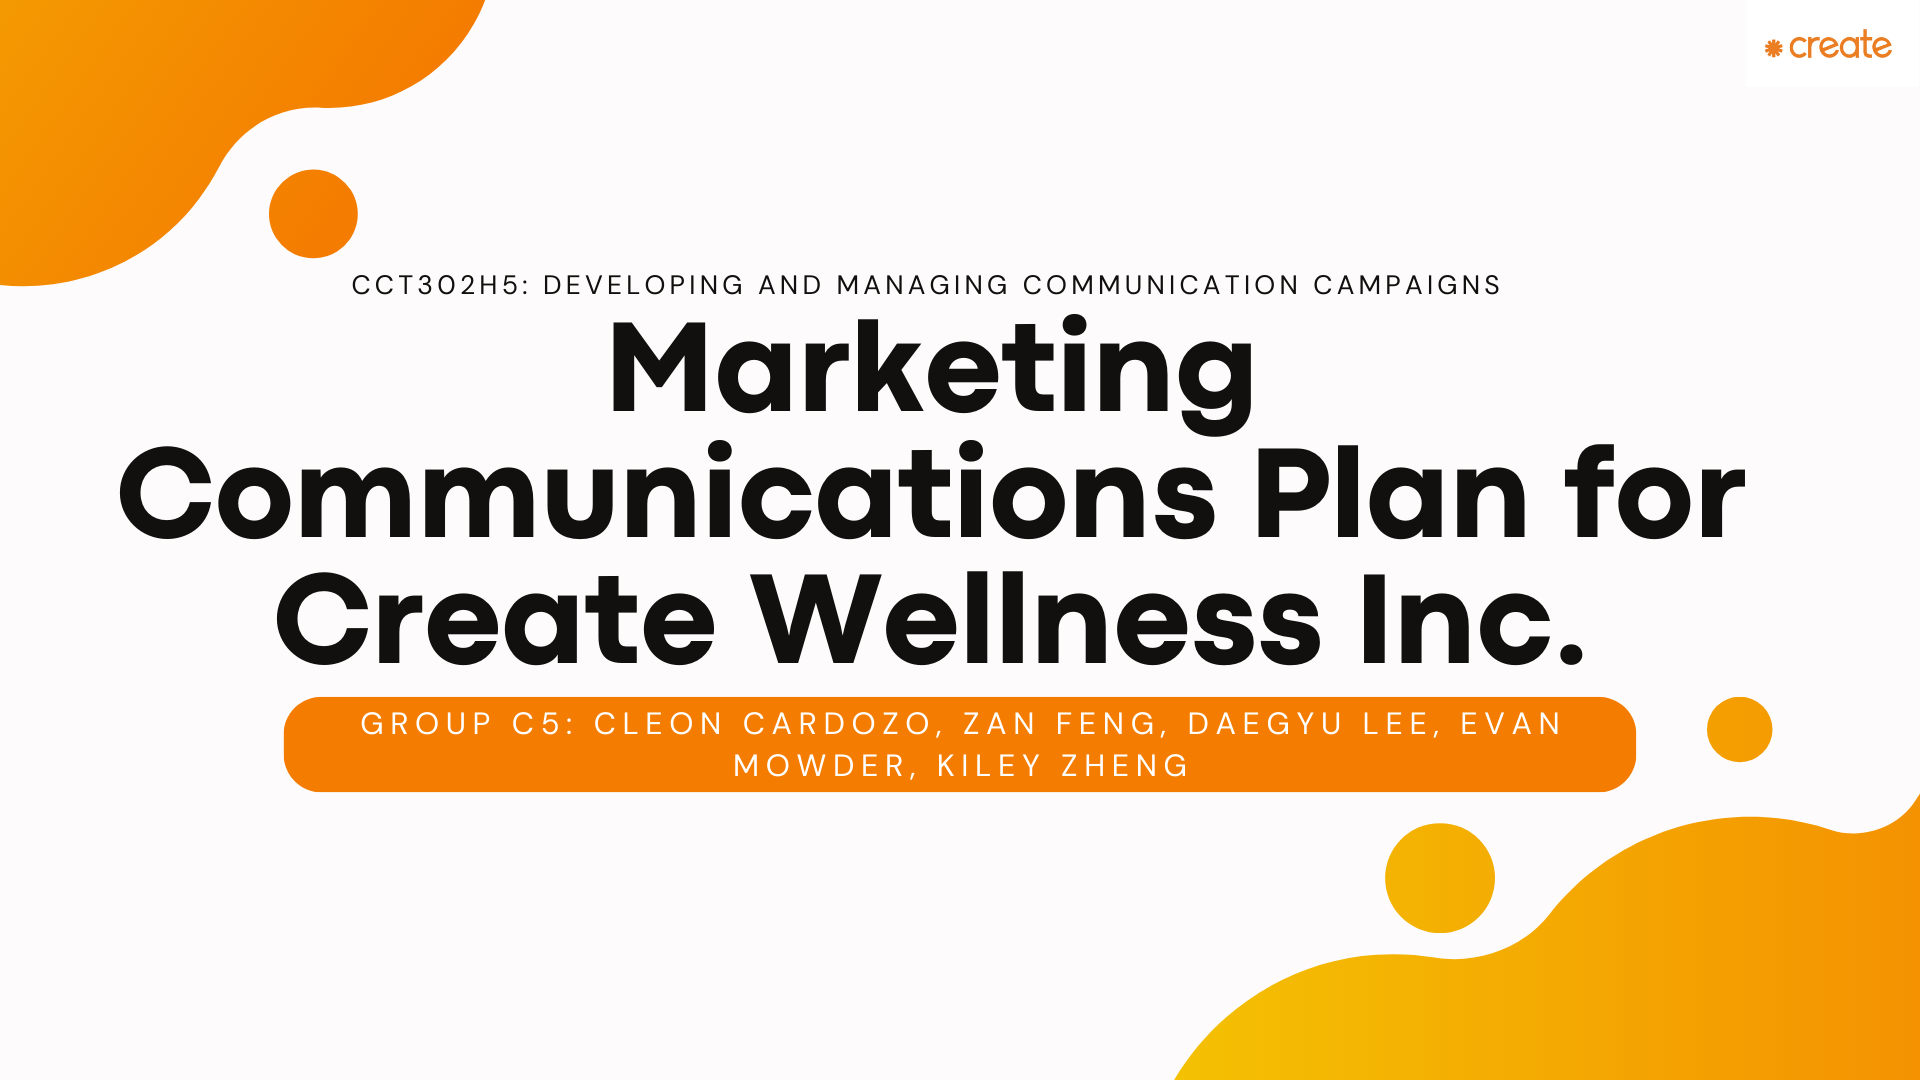 create
CCT302H5: DEVELOPING AND MANAGING COMMUNICATION CAMPAIGNS
Marketing
Communications Plan for
Create Wellness Inc.
GROUP C5: CLEON CARDOZO, ZAN FENG, DAEGYU LEE, EVAN
MOWDER, KILEY ZHENG